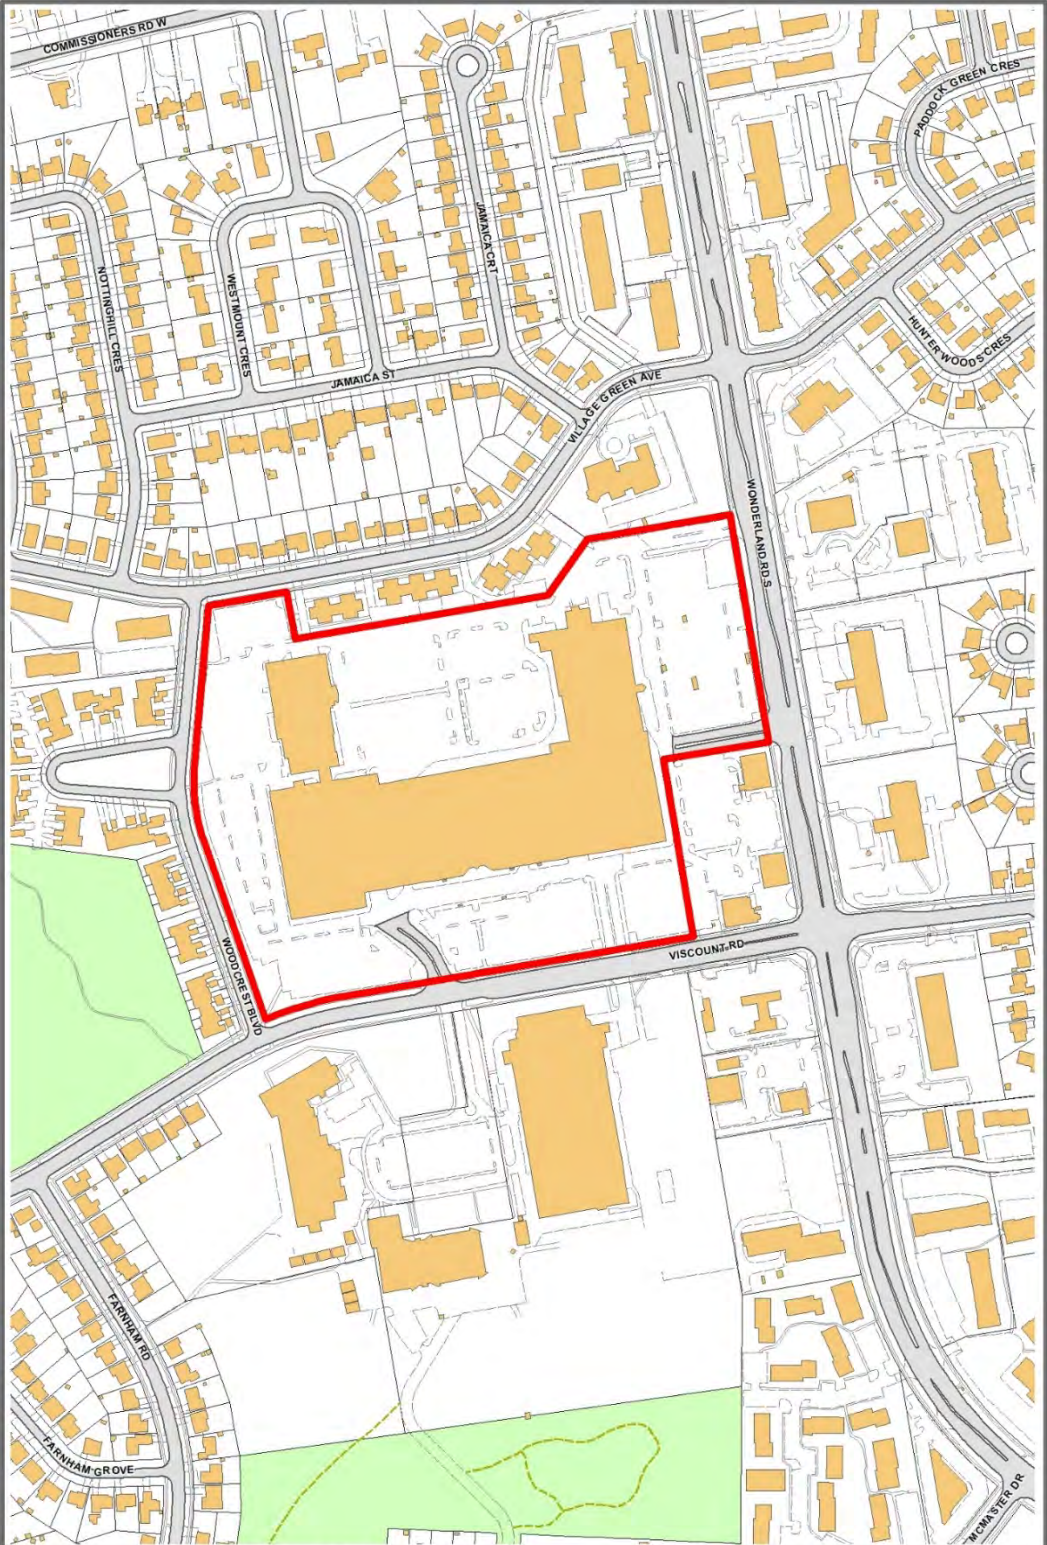 COMMISSIONERS RD W
PADDOCK GREEN CRES
JAMAICA CRT
NOTTINGHILL CRES
WESTMOUNT CRES
HUNTER WOODS CRES
JAMAICA ST
VILLAGE GREEN AVE
WONDERLAND RD S
WOODCREST BLVD
VISCOUNT RD
FARNHAM RD
FARNHAM GROVE
MCMASTER DR